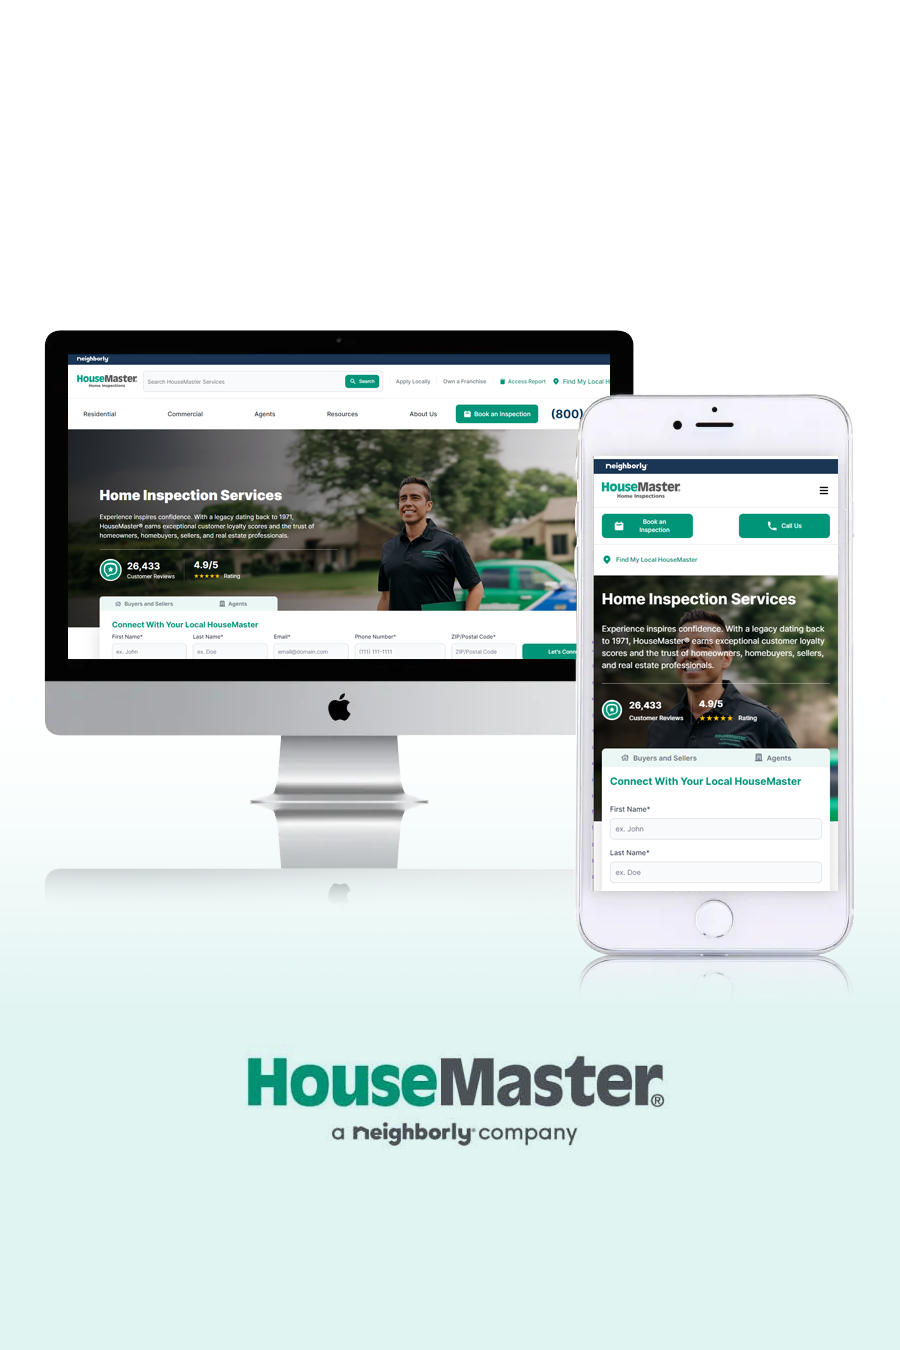 neighborly
HouseMaster.
Home Inspections
Search HouseMaster Services
Search
Apply Locally
Own a Franchise
Access Report
Find My Local H
Residential
Commercial
Agents
Resources
About Us
Book an Inspection
(800)
Home Inspection Services
Experience inspires confidence. With a legacy dating back to 1971,
HouseMaster® earns exceptional customer loyalty scores and the trust of
homeowners, homebuyers, sellers, and real estate professionals.
26,433
Customer Reviews
4.9/5
★★★★★ Rating
Buyers and Sellers
Agents
Connect With Your Local HouseMaster
First Name*
Last Name*
Email*
Phone Number*
ZIP/Postal Code*
ex. John
ex. Doe
email@domain.com
(111) 111-1111
ZIP/Postal Code
Let's Conn
neighborly
HouseMaster.
Home Inspections
Book an
Inspection
Call Us
Find My Local HouseMaster
Home Inspection Services
Experience inspires confidence. With a legacy dating back
to 1971, HouseMaster® earns exceptional customer loyalty
scores and the trust of homeowners, homebuyers, sellers,
and real estate professionals.
26,433
Customer Reviews
4.9/5
★★★★★ Rating
Buyers and Sellers
Agents
Connect With Your Local HouseMaster
First Name*
ex. John
Last Name*
ex. Doe
HouseMaster®
a neighborly® company